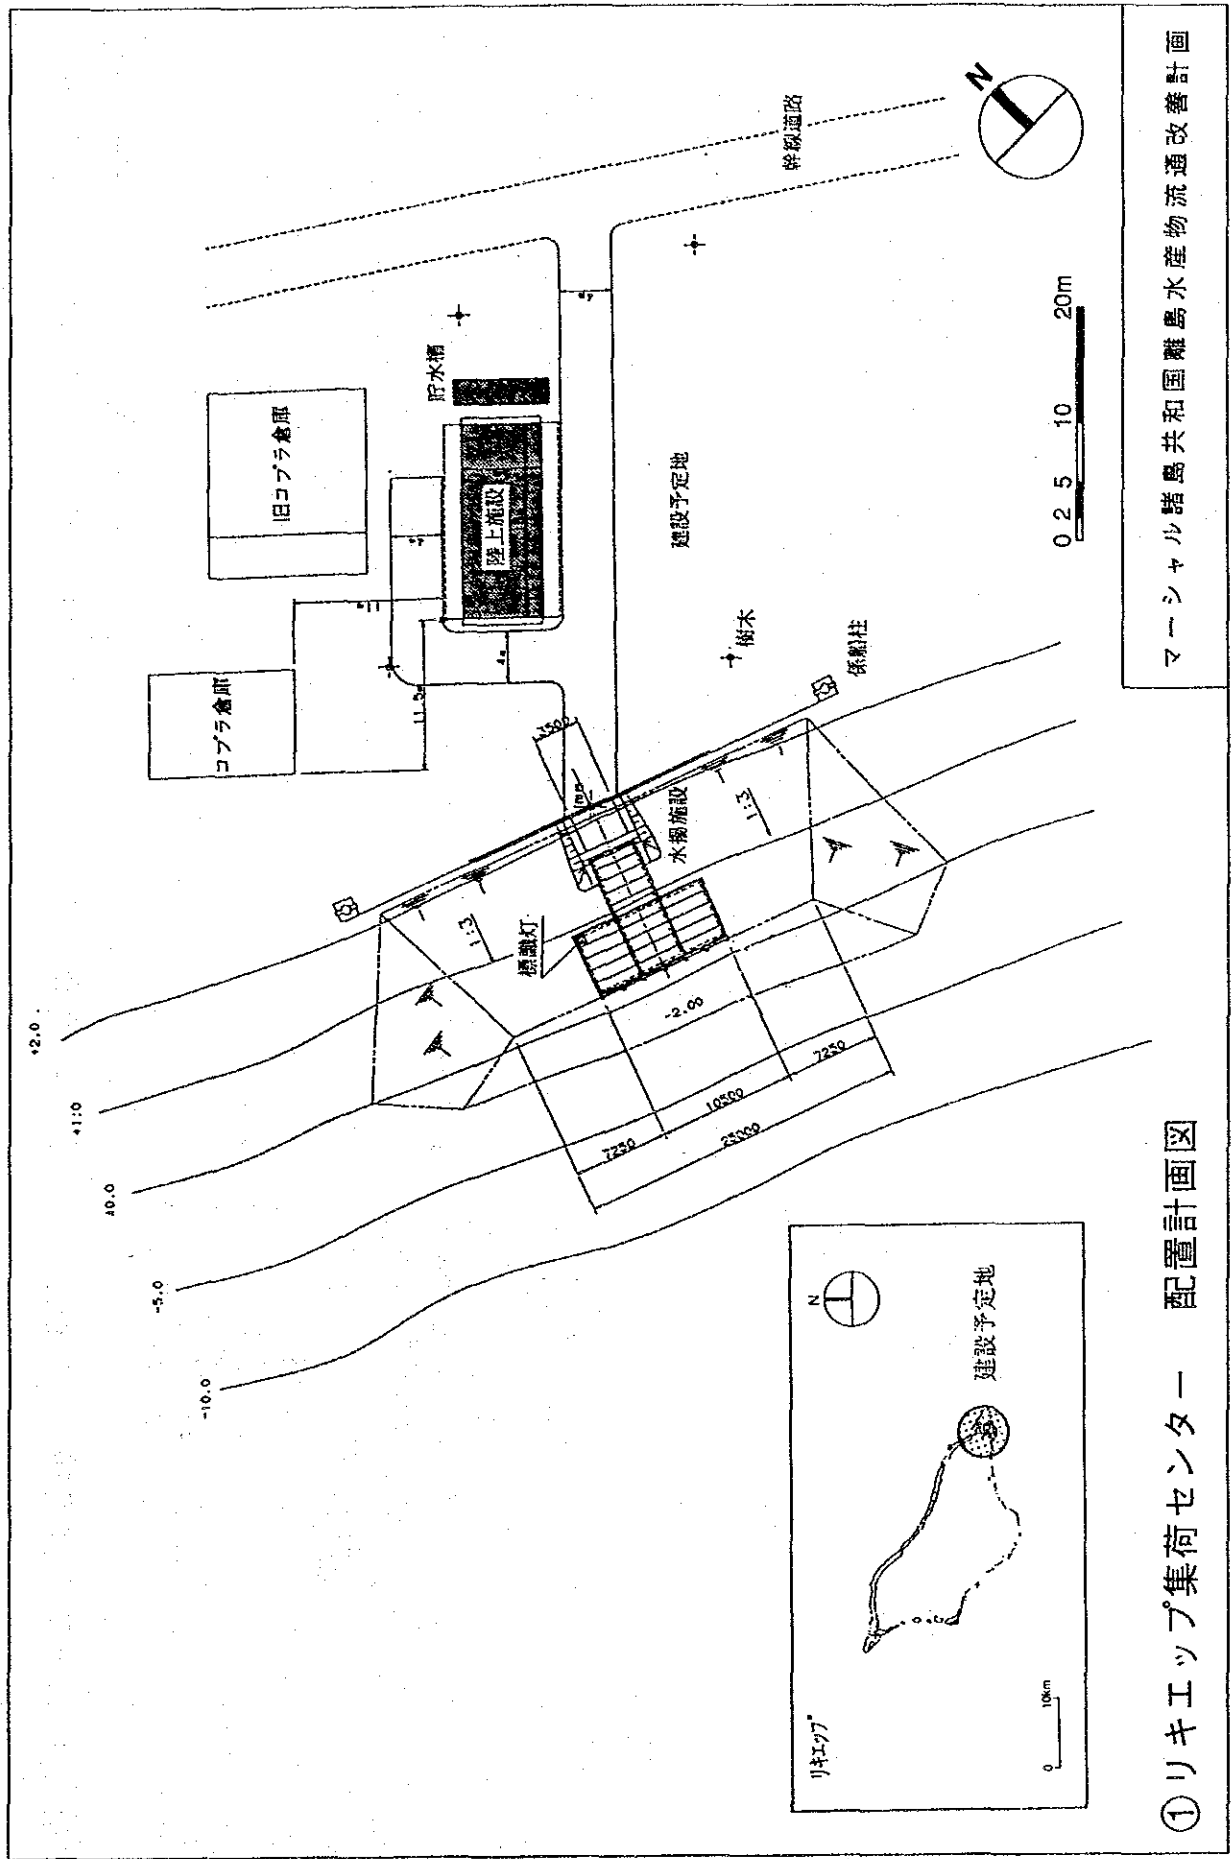 マーシャル諸島共和国離島水産物流通改善計画
N
幹線道路
旧コプラ倉庫
貯水槽
陸上施設
コプラ倉庫
建設予定地
樹木
係船柱
11.5m
4m
3500
水揚施設
標識灯
1:3
1:3
-2.00
7250
10500
7250
25000
+2.0
+1.0
±0.0
-5.0
-10.0
0 2 5 10 20m
リキエップ
N
建設予定地
0 10km
① リキエップ集荷センター 配置計画図